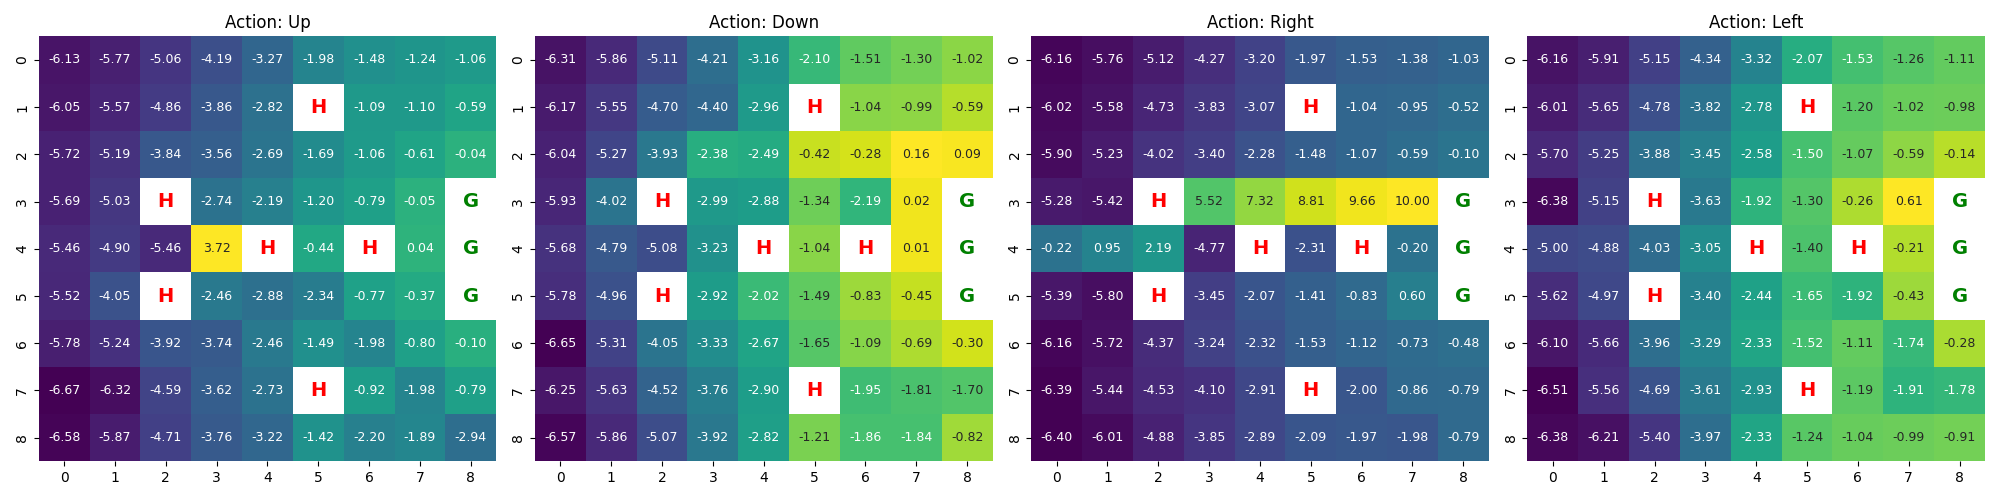 Action: Up Action: Down Action: Right Action: Left
0 -6.13 -5.77 -5.06 -4.19 -3.27 -1.98 -1.48 -1.24 -1.06 0 -6.31 -5.86 -5.11 -4.21 -3.16 -2.10 -1.51 -1.30 -1.02 0 -6.16 -5.76 -5.12 -4.27 -3.20 -1.97 -1.53 -1.38 -1.03 0 -6.16 -5.91 -5.15 -4.34 -3.32 -2.07 -1.53 -1.26 -1.11
1 -6.05 -5.57 -4.86 -3.86 -2.82 H -1.09 -1.10 -0.59 1 -6.17 -5.55 -4.70 -4.40 -2.96 H -1.04 -0.99 -0.59 1 -6.02 -5.58 -4.73 -3.83 -3.07 H -1.04 -0.95 -0.52 1 -6.01 -5.65 -4.78 -3.82 -2.78 H -1.20 -1.02 -0.98
2 -5.72 -5.19 -3.84 -3.56 -2.69 -1.69 -1.06 -0.61 -0.04 2 -6.04 -5.27 -3.93 -2.38 -2.49 -0.42 -0.28 0.16 0.09 2 -5.90 -5.23 -4.02 -3.40 -2.28 -1.48 -1.07 -0.59 -0.10 2 -5.70 -5.25 -3.88 -3.45 -2.58 -1.50 -1.07 -0.59 -0.14
3 -5.69 -5.03 H -2.74 -2.19 -1.20 -0.79 -0.05 G 3 -5.93 -4.02 H -2.99 -2.88 -1.34 -2.19 0.02 G 3 -5.28 -5.42 H 5.52 7.32 8.81 9.66 10.00 G 3 -6.38 -5.15 H -3.63 -1.92 -1.30 -0.26 0.61 G
4 -5.46 -4.90 -5.46 3.72 H -0.44 H 0.04 G 4 -5.68 -4.79 -5.08 -3.23 H -1.04 H 0.01 G 4 -0.22 0.95 2.19 -4.77 H -2.31 H -0.20 G 4 -5.00 -4.88 -4.03 -3.05 H -1.40 H -0.21 G
5 -5.52 -4.05 H -2.46 -2.88 -2.34 -0.77 -0.37 G 5 -5.78 -4.96 H -2.92 -2.02 -1.49 -0.83 -0.45 G 5 -5.39 -5.80 H -3.45 -2.07 -1.41 -0.83 0.60 G 5 -5.62 -4.97 H -3.40 -2.44 -1.65 -1.92 -0.43 G
6 -5.78 -5.24 -3.92 -3.74 -2.46 -1.49 -1.98 -0.80 -0.10 6 -6.65 -5.31 -4.05 -3.33 -2.67 -1.65 -1.09 -0.69 -0.30 6 -6.16 -5.72 -4.37 -3.24 -2.32 -1.53 -1.12 -0.73 -0.48 6 -6.10 -5.66 -3.96 -3.29 -2.33 -1.52 -1.11 -1.74 -0.28
7 -6.67 -6.32 -4.59 -3.62 -2.73 H -0.92 -1.98 -0.79 7 -6.25 -5.63 -4.52 -3.76 -2.90 H -1.95 -1.81 -1.70 7 -6.39 -5.44 -4.53 -4.10 -2.91 H -2.00 -0.86 -0.79 7 -6.51 -5.56 -4.69 -3.61 -2.93 H -1.19 -1.91 -1.78
8 -6.58 -5.87 -4.71 -3.76 -3.22 -1.42 -2.20 -1.89 -2.94 8 -6.57 -5.86 -5.07 -3.92 -2.82 -1.21 -1.86 -1.84 -0.82 8 -6.40 -6.01 -4.88 -3.85 -2.89 -2.09 -1.97 -1.98 -0.79 8 -6.38 -6.21 -5.40 -3.97 -2.33 -1.24 -1.04 -0.99 -0.91
0 1 2 3 4 5 6 7 8 0 1 2 3 4 5 6 7 8 0 1 2 3 4 5 6 7 8 0 1 2 3 4 5 6 7 8